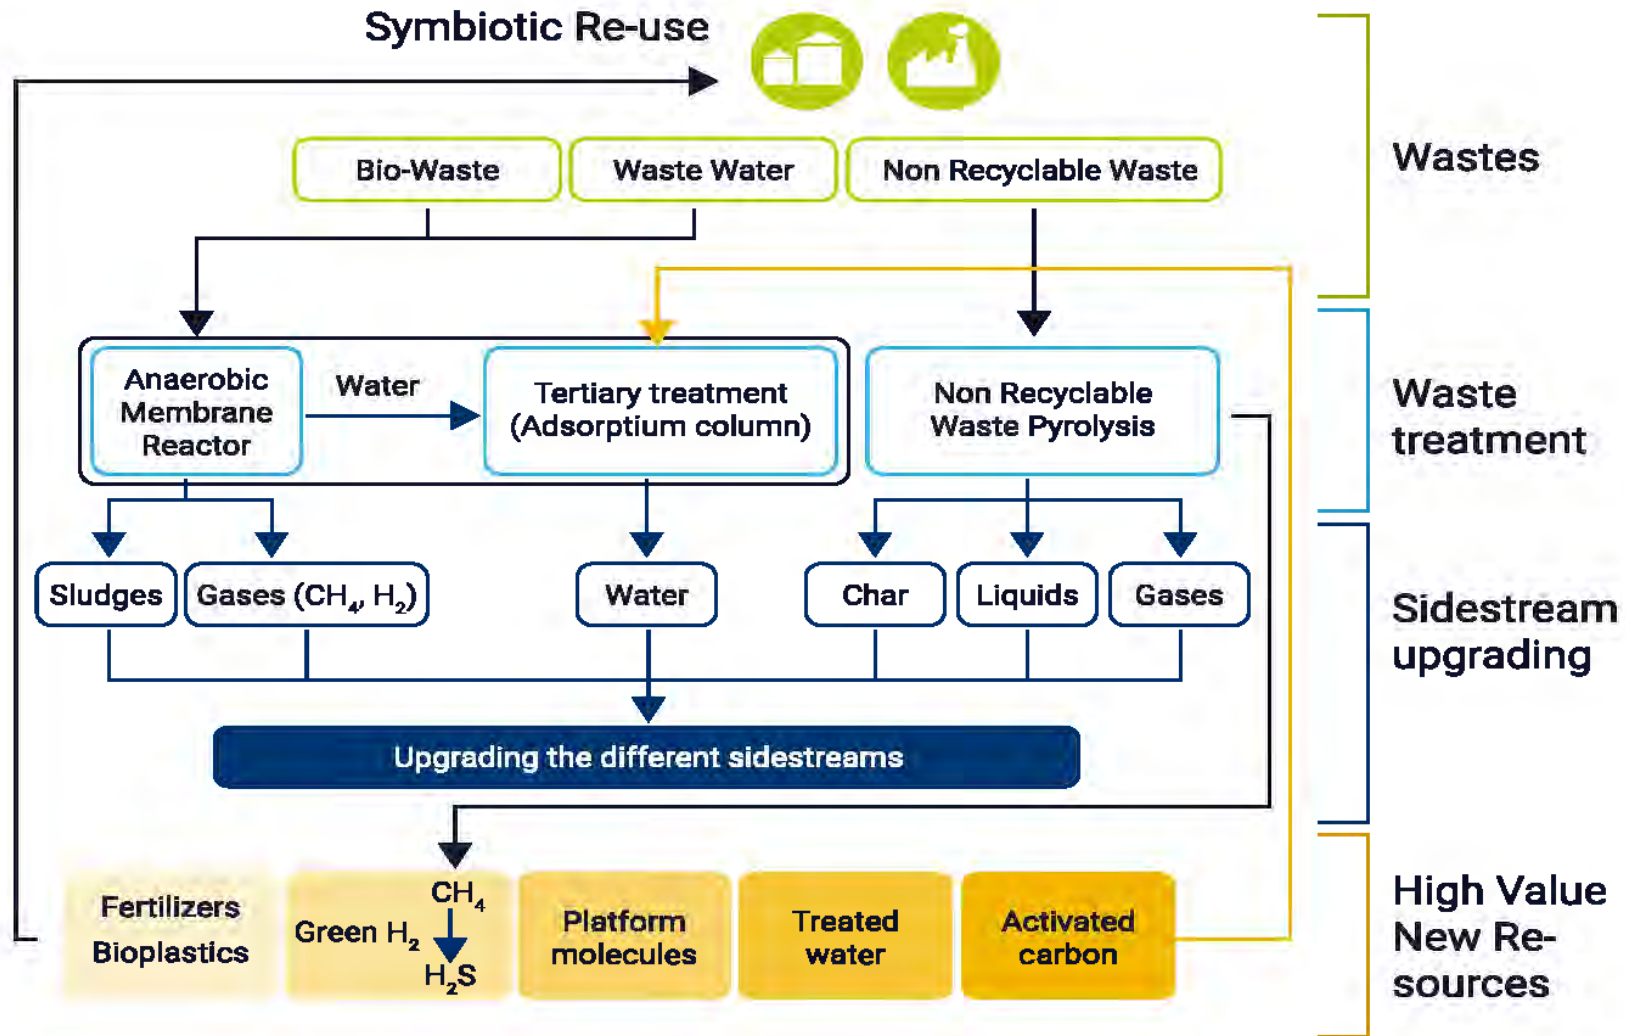 Symbiotic Re-use
Bio-Waste
Waste Water
Non Recyclable Waste
Wastes
Anaerobic
Membrane
Reactor
Water
Tertiary treatment
(Adsorptium column)
Non Recyclable
Waste Pyrolysis
Waste
treatment
Sludges
Gases (CH₄, H₂)
Water
Char
Liquids
Gases
Sidestream
upgrading
Upgrading the different sidestreams
Fertilizers
Bioplastics
Green H₂
CH₄
H₂S
Platform
molecules
Treated
water
Activated
carbon
High Value
New Re-
sources